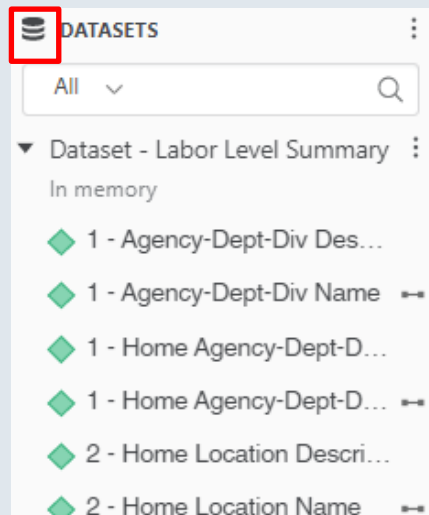 DATASETS
All
Dataset - Labor Level Summary
In memory
1 - Agency-Dept-Div Des...
1 - Agency-Dept-Div Name
1 - Home Agency-Dept-D...
1 - Home Agency-Dept-D...
2 - Home Location Descri...
2 - Home Location Name